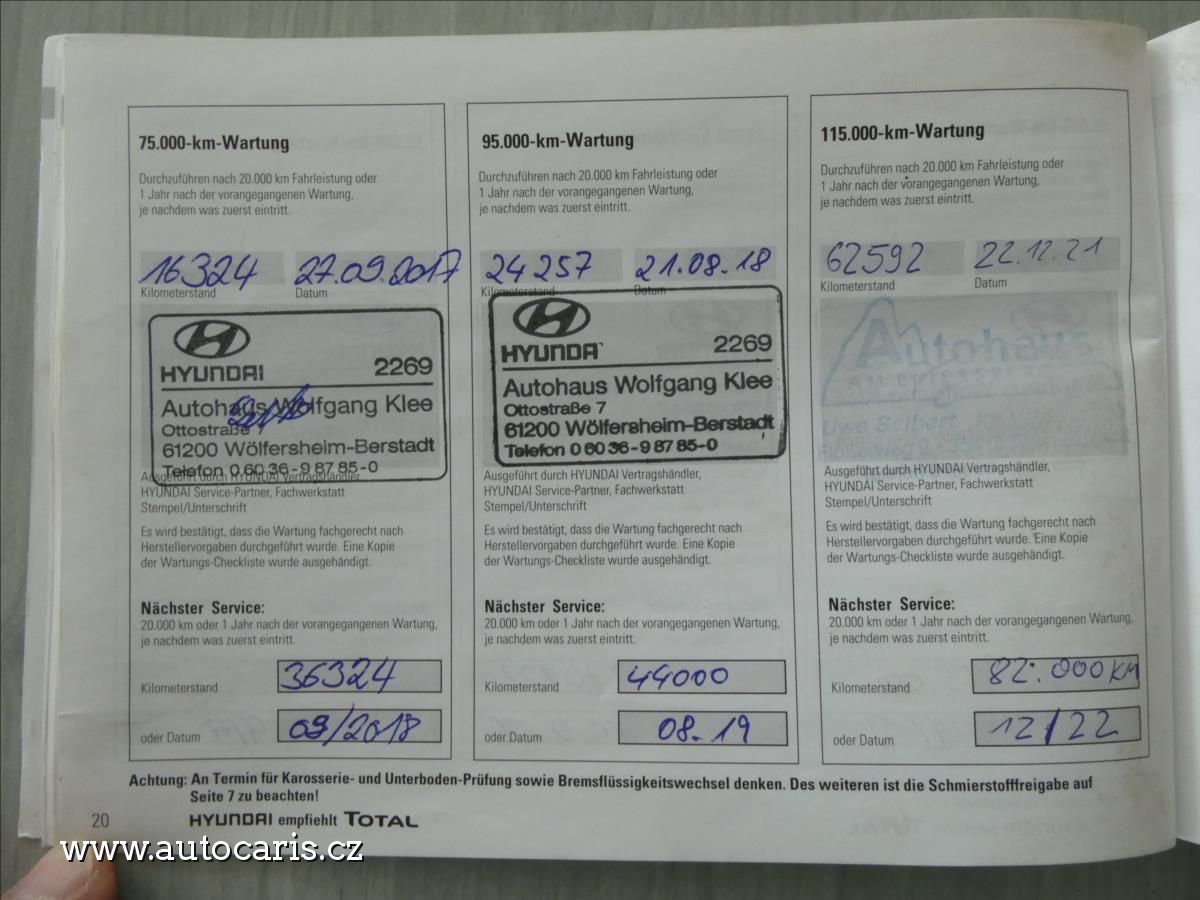 75.000-km-Wartung
Durchzuführen nach 20.000 km Fahrleistung oder
1 Jahr nach der vorangegangenen Wartung,
je nachdem was zuerst eintritt.
16324 27.09.2017
Kilometerstand Datum
HYUNDAI 2269
Autohaus Wolfgang Klee
Ottostraße 7
61200 Wölfersheim-Berstadt
Telefon 0 60 36 - 9 87 85-0
Ausgeführt durch HYUNDAI Vertragshändler,
HYUNDAI Service-Partner, Fachwerkstatt
Stempel/Unterschrift
Es wird bestätigt, dass die Wartung fachgerecht nach
Herstellervorgaben durchgeführt wurde. Eine Kopie
der Wartungs-Checkliste wurde ausgehändigt.
Nächster Service:
20.000 km oder 1 Jahr nach der vorangegangenen Wartung,
je nachdem was zuerst eintritt.
Kilometerstand 36324
oder Datum 09/2018
95.000-km-Wartung
Durchzuführen nach 20.000 km Fahrleistung oder
1 Jahr nach der vorangegangenen Wartung,
je nachdem was zuerst eintritt.
24257 21.08.18
Kilometerstand Datum
HYUNDAI 2269
Autohaus Wolfgang Klee
Ottostraße 7
61200 Wölfersheim-Berstadt
Telefon 0 60 36 - 9 87 85-0
Ausgeführt durch HYUNDAI Vertragshändler,
HYUNDAI Service-Partner, Fachwerkstatt
Stempel/Unterschrift
Es wird bestätigt, dass die Wartung fachgerecht nach
Herstellervorgaben durchgeführt wurde. Eine Kopie
der Wartungs-Checkliste wurde ausgehändigt.
Nächster Service:
20.000 km oder 1 Jahr nach der vorangegangenen Wartung,
je nachdem was zuerst eintritt.
Kilometerstand 44000
oder Datum 08.19
115.000-km-Wartung
Durchzuführen nach 20.000 km Fahrleistung oder
1 Jahr nach der vorangegangenen Wartung,
je nachdem was zuerst eintritt.
62592 22.12.21
Kilometerstand Datum
Autohaus
Uwe Seibert
Ausgeführt durch HYUNDAI Vertragshändler,
HYUNDAI Service-Partner, Fachwerkstatt
Stempel/Unterschrift
Es wird bestätigt, dass die Wartung fachgerecht nach
Herstellervorgaben durchgeführt wurde. Eine Kopie
der Wartungs-Checkliste wurde ausgehändigt.
Nächster Service:
20.000 km oder 1 Jahr nach der vorangegangenen Wartung,
je nachdem was zuerst eintritt.
Kilometerstand 82.000 KM
oder Datum 12/22
Achtung: An Termin für Karosserie- und Unterboden-Prüfung sowie Bremsflüssigkeitswechsel denken. Des weiteren ist die Schmierstofffreigabe auf
Seite 7 zu beachten!
20 HYUNDAI empfiehlt TOTAL
www.autocaris.cz